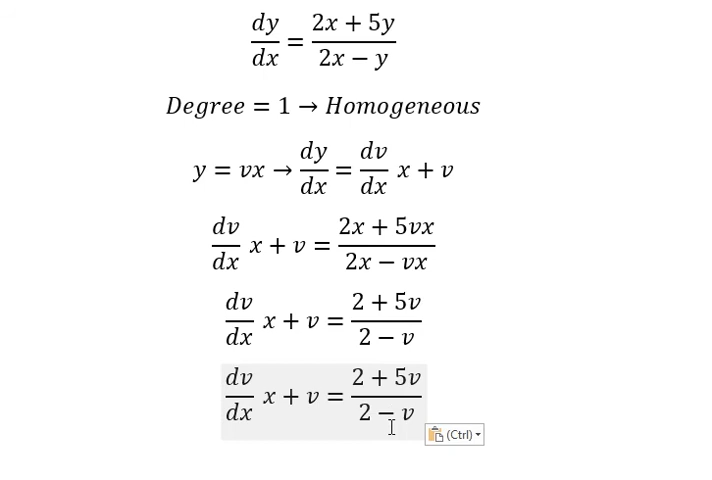 dy/dx = (2x + 5y)/(2x − y)
Degree = 1 → Homogeneous
y = vx → dy/dx = dv/dx x + v
dv/dx x + v = (2x + 5vx)/(2x − vx)
dv/dx x + v = (2 + 5v)/(2 − v)
dv/dx x + v = (2 + 5v)/(2 − v)
(Ctrl)